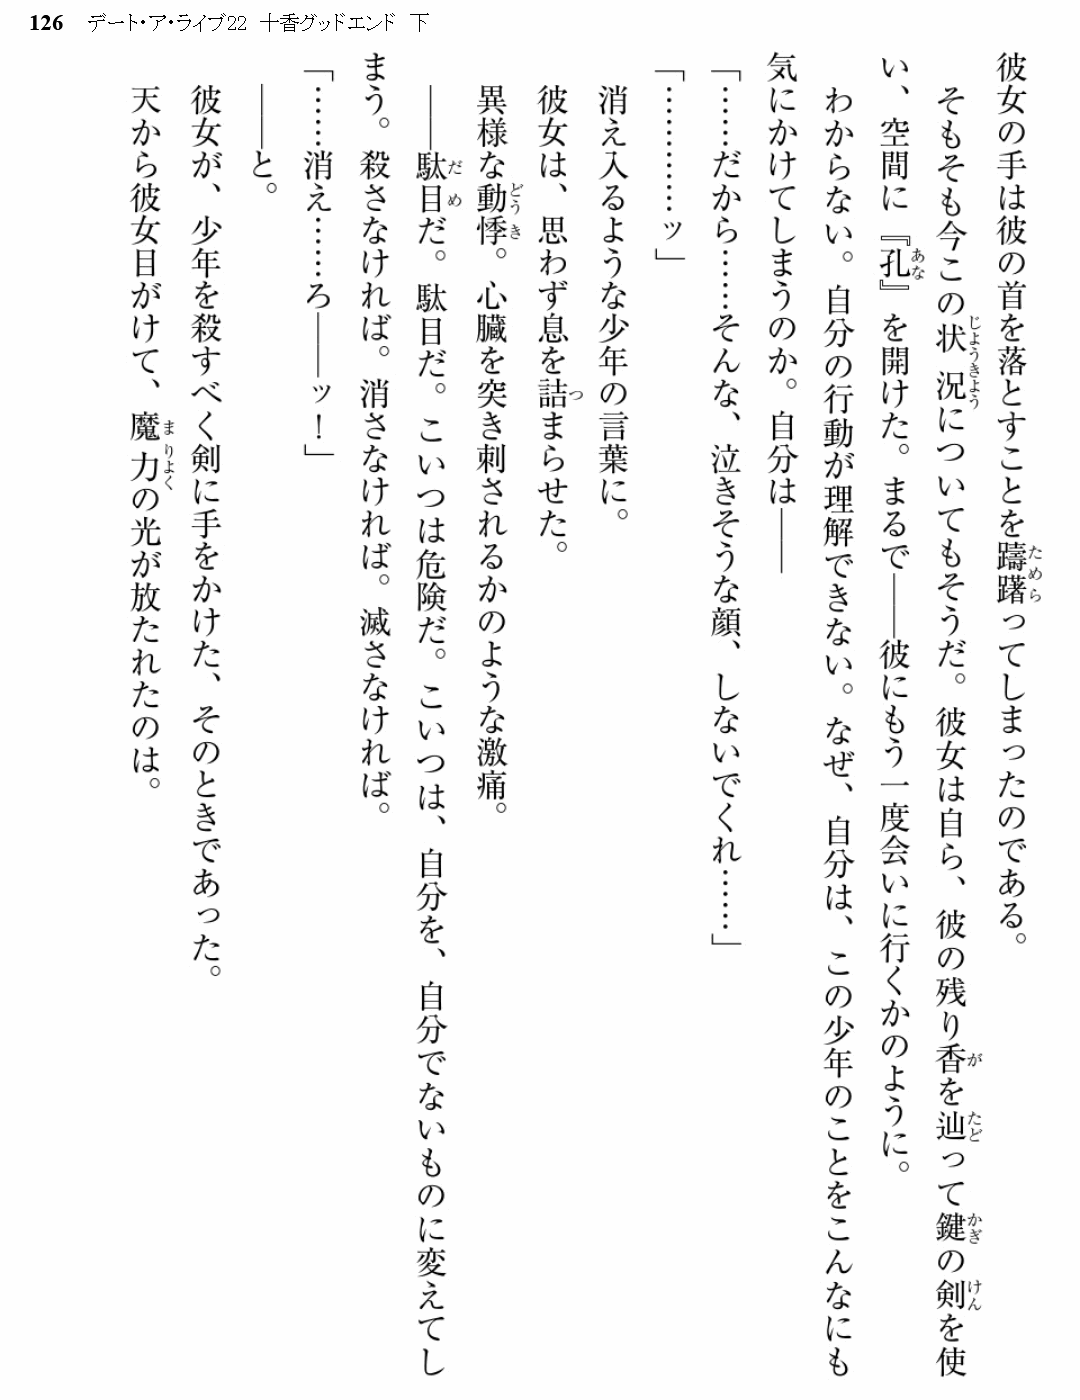 126 デート・ア・ライブ22 十香グッドエンド 下
彼女の手は彼の首を落とすことを躊躇ってしまったのである。
そもそも今この状況についてもそうだ。彼女は自ら、彼の残り香を辿って鍵の剣を使
い、空間に『孔』を開けた。まるで――彼にもう一度会いに行くかのように。
わからない。自分の行動が理解できない。なぜ、自分は、この少年のことをこんなにも
気にかけてしまうのか。自分は――
「……だから……そんな、泣きそうな顔、しないでくれ……」
「…………ッ」
消え入るような少年の言葉に。
彼女は、思わず息を詰まらせた。
異様な動悸。心臓を突き刺されるかのような激痛。
――駄目だ。駄目だ。こいつは危険だ。こいつは、自分を、自分でないものに変えてし
まう。殺さなければ。消さなければ。滅さなければ。
「……消え……ろ――ッ！」
――と。
彼女が、少年を殺すべく剣に手をかけた、そのときであった。
天から彼女目がけて、魔力の光が放たれたのは。